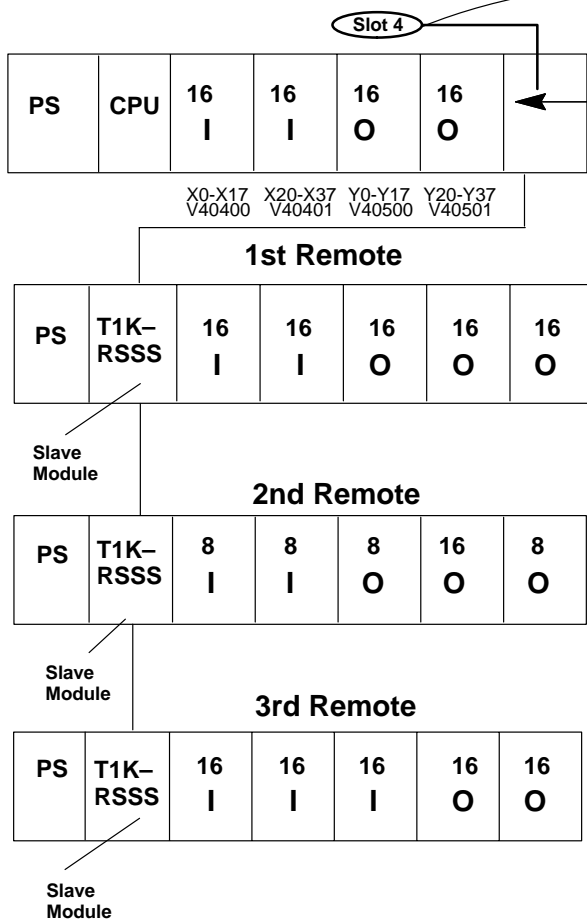 Slot 4
PS CPU 16 16 16 16
I I O O
X0-X17 X20-X37 Y0-Y17 Y20-Y37
V40400 V40401 V40500 V40501
1st Remote
PS T1K– 16 16 16 16 16
RSSS I I O O O
Slave
Module
2nd Remote
PS T1K– 8 8 8 16 8
RSSS I I O O O
Slave
Module
3rd Remote
PS T1K– 16 16 16 16 16
RSSS I I I O O
Slave
Module